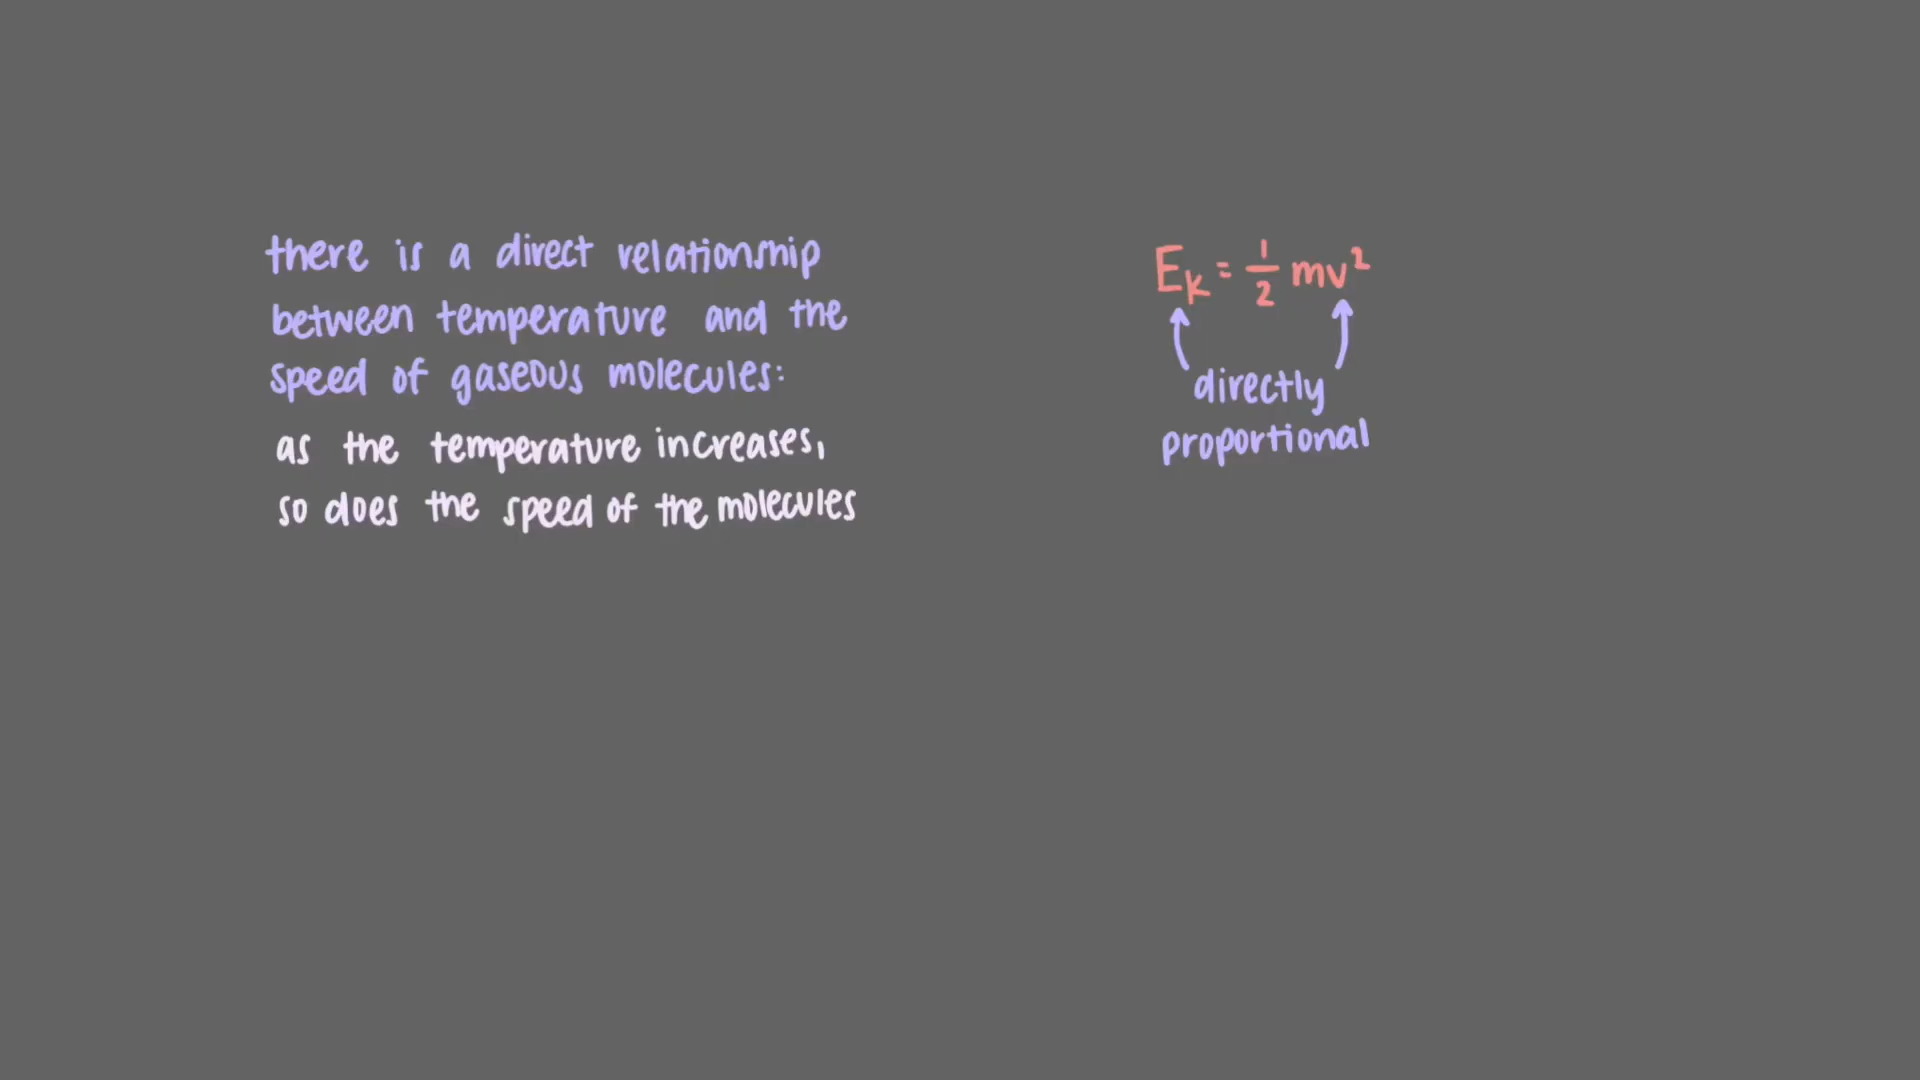 there is a direct relationship
between temperature and the
speed of gaseous molecules:
as the temperature increases,
so does the speed of the molecules
Eₖ = 1/2 mv²
directly
proportional